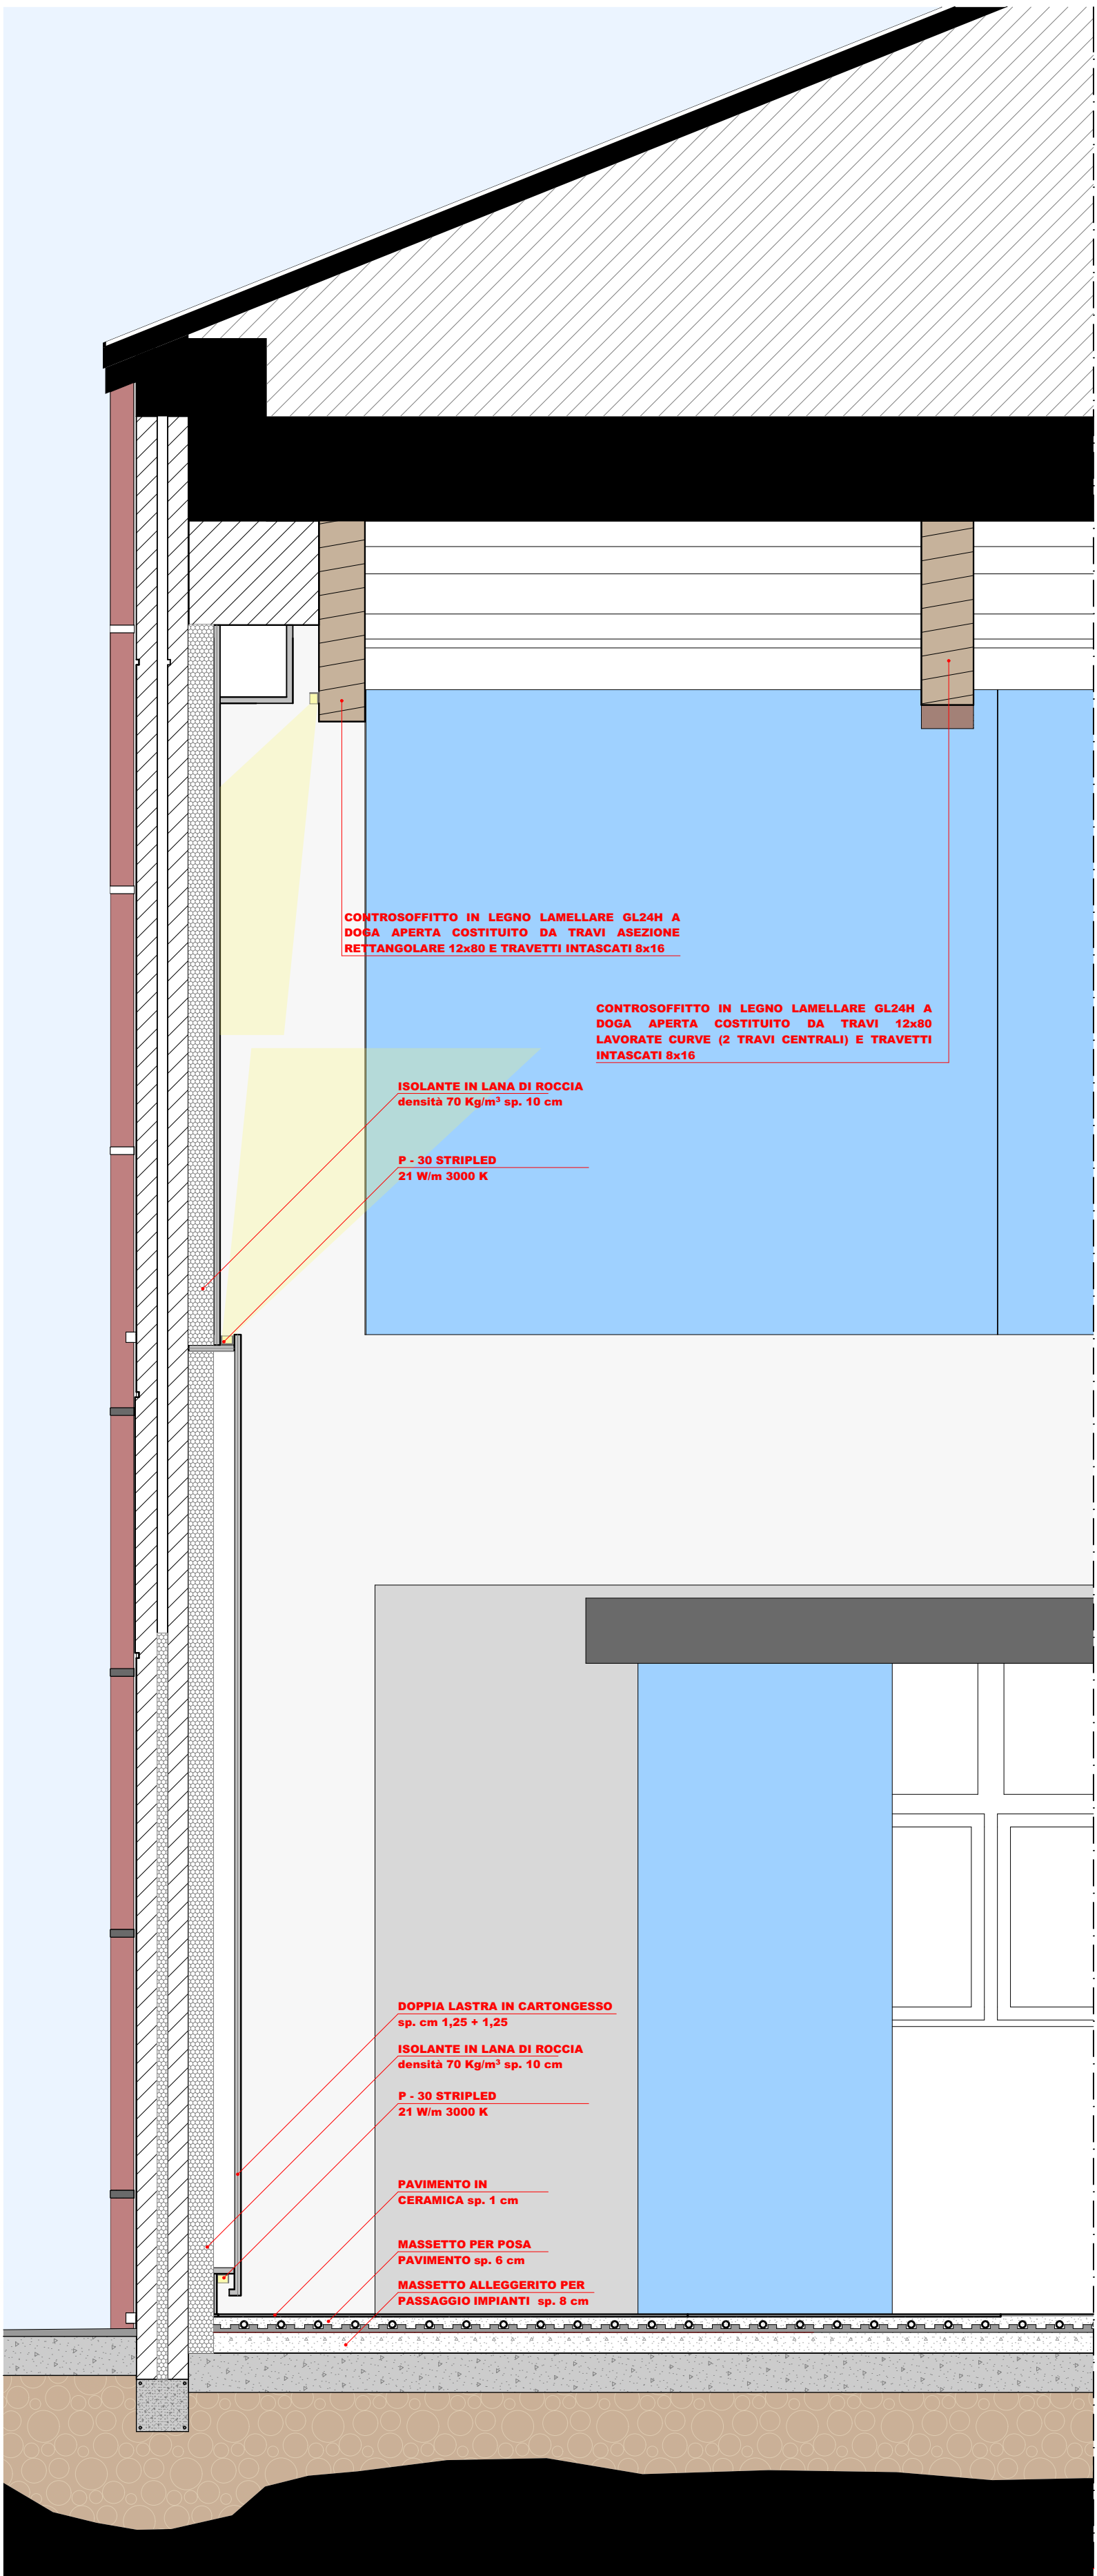 CONTROSOFFITTO IN LEGNO LAMELLARE GL24H A
DOGA APERTA COSTITUITO DA TRAVI ASEZIONE
RETTANGOLARE 12x80 E TRAVETTI INTASCATI 8x16
CONTROSOFFITTO IN LEGNO LAMELLARE GL24H A
DOGA APERTA COSTITUITO DA TRAVI 12x80
LAVORATE CURVE (2 TRAVI CENTRALI) E TRAVETTI
INTASCATI 8x16
ISOLANTE IN LANA DI ROCCIA
densità 70 Kg/m³ sp. 10 cm
P - 30 STRIPLED
21 W/m 3000 K
DOPPIA LASTRA IN CARTONGESSO
sp. cm 1,25 + 1,25
ISOLANTE IN LANA DI ROCCIA
densità 70 Kg/m³ sp. 10 cm
P - 30 STRIPLED
21 W/m 3000 K
PAVIMENTO IN
CERAMICA sp. 1 cm
MASSETTO PER POSA
PAVIMENTO sp. 6 cm
MASSETTO ALLEGGERITO PER
PASSAGGIO IMPIANTI sp. 8 cm